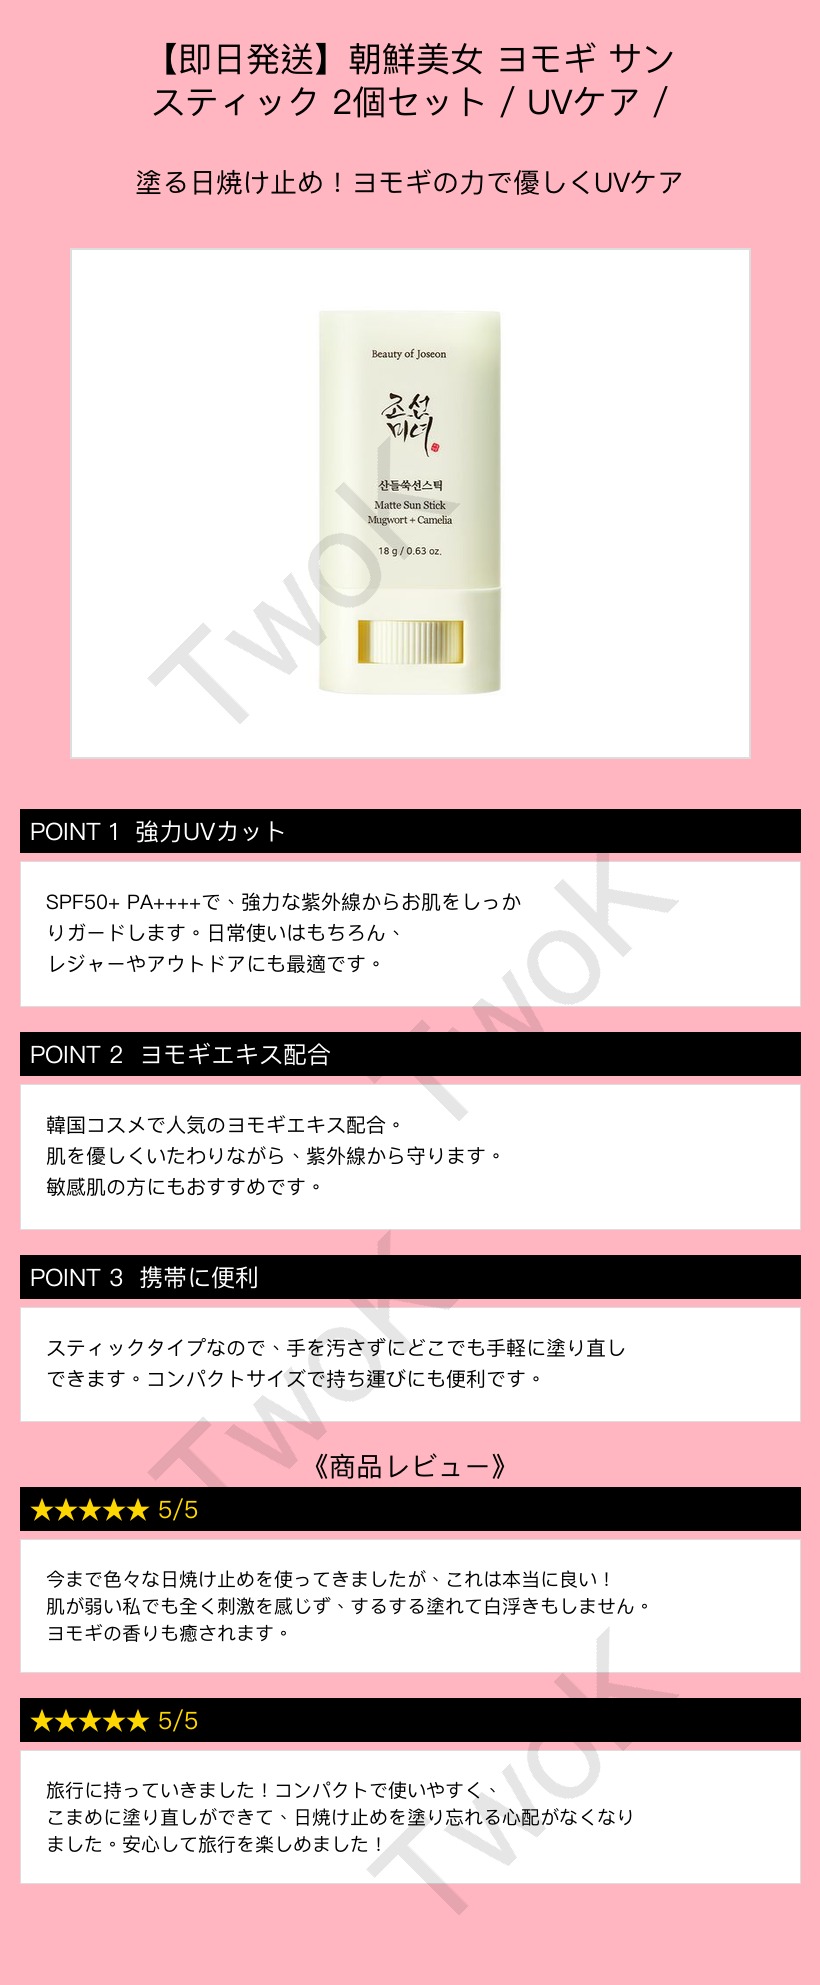 【即日発送】朝鮮美女 ヨモギ サン
スティック 2個セット / UVケア /
塗る日焼け止め！ヨモギの力で優しくUVケア
Beauty of Joseon
조선
미녀
산들쑥선스틱
Matte Sun Stick
Mugwort + Camelia
18 g / 0.63 oz.
TwoK
POINT 1 強力UVカット
SPF50+ PA++++で、強力な紫外線からお肌をしっか
りガードします。日常使いはもちろん、
レジャーやアウトドアにも最適です。
TwoK
POINT 2 ヨモギエキス配合
韓国コスメで人気のヨモギエキス配合。
肌を優しくいたわりながら、紫外線から守ります。
敏感肌の方にもおすすめです。
POINT 3 携帯に便利
スティックタイプなので、手を汚さずにどこでも手軽に塗り直し
できます。コンパクトサイズで持ち運びにも便利です。
TwoK
《商品レビュー》
★★★★★ 5/5
今まで色々な日焼け止めを使ってきましたが、これは本当に良い！
肌が弱い私でも全く刺激を感じず、するする塗れて白浮きもしません。
ヨモギの香りも癒されます。
★★★★★ 5/5
旅行に持っていきました！コンパクトで使いやすく、
こまめに塗り直しができて、日焼け止めを塗り忘れる心配がなくなり
ました。安心して旅行を楽しめました！
TwoK